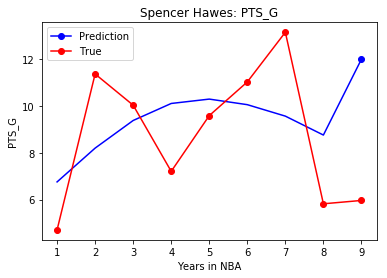 Spencer Hawes: PTS_G
Prediction
True
12
10
8
6
PTS_G
1 2 3 4 5 6 7 8 9
Years in NBA